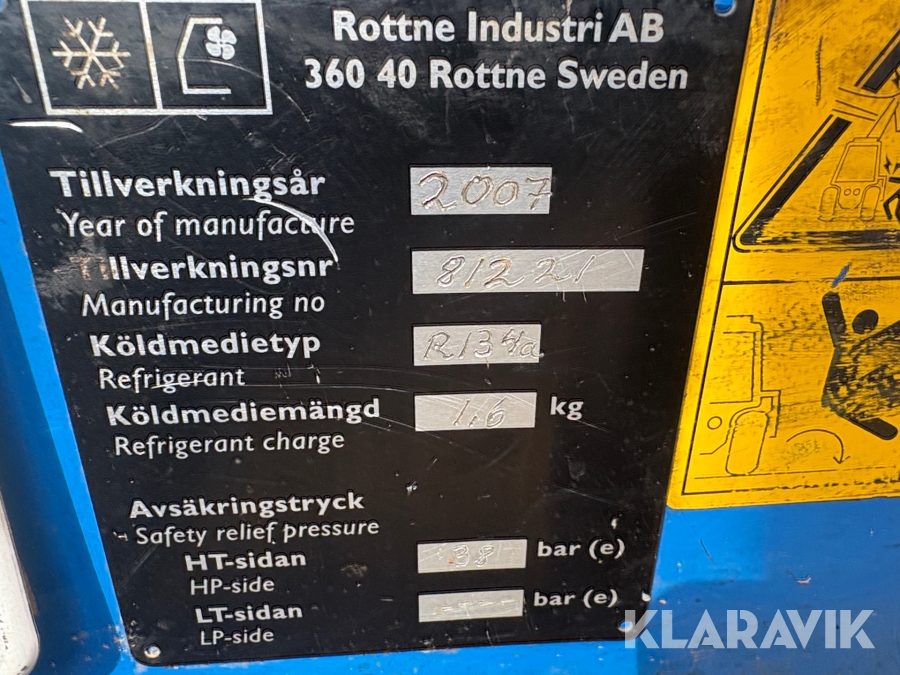 Rottne Industri AB
360 40 Rottne Sweden
Tillverkningsår 2007
Year of manufacture
Tillverkningsnr 81221
Manufacturing no
Köldmedietyp R134a
Refrigerant
Köldmediemängd 1,6 kg
Refrigerant charge
Avsäkringstryck
Safety relief pressure
HT-sidan 38 bar (e)
HP-side
LT-sidan --- bar (e)
LP-side
KLARAVIK